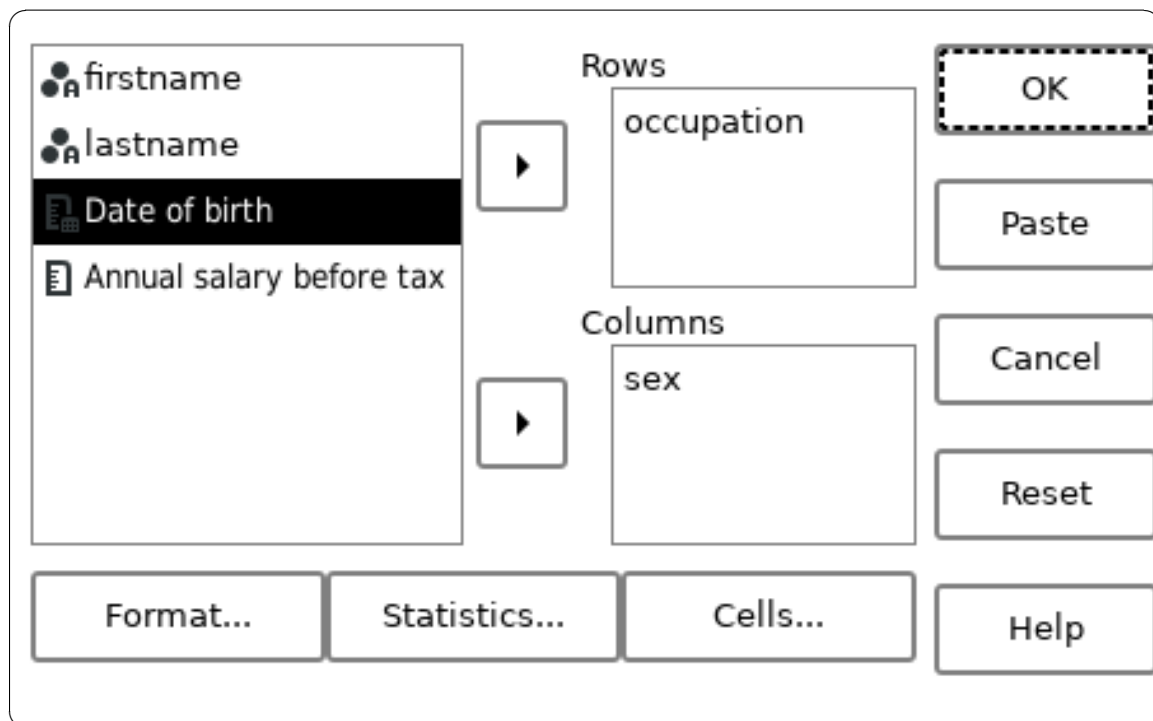 firstname
lastname
Date of birth
Annual salary before tax
Rows
occupation
Columns
sex
OK
Paste
Cancel
Reset
Help
Format...
Statistics...
Cells...